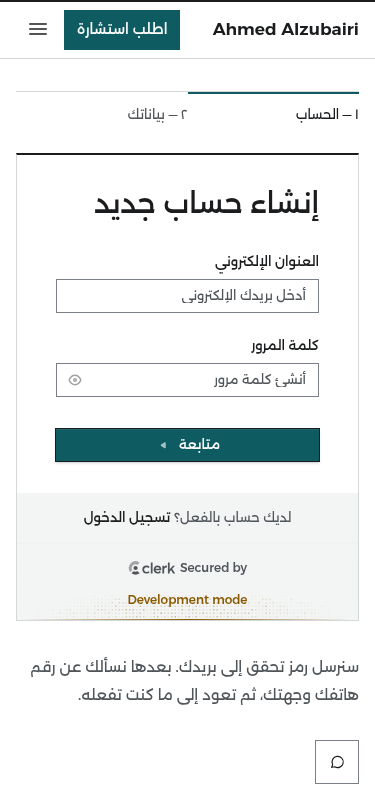 Ahmed Alzubairi
اطلب استشارة
١ — الحساب
٢ — بياناتك
إنشاء حساب جديد
العنوان الإلكتروني
أدخل بريدك الإلكتروني
كلمة المرور
أنشئ كلمة مرور
متابعة
لديك حساب بالفعل؟ تسجيل الدخول
Secured by clerk
Development mode
سنرسل رمز تحقق إلى بريدك. بعدها نسألك عن رقم
هاتفك وجهتك، ثم تعود إلى ما كنت تفعله.